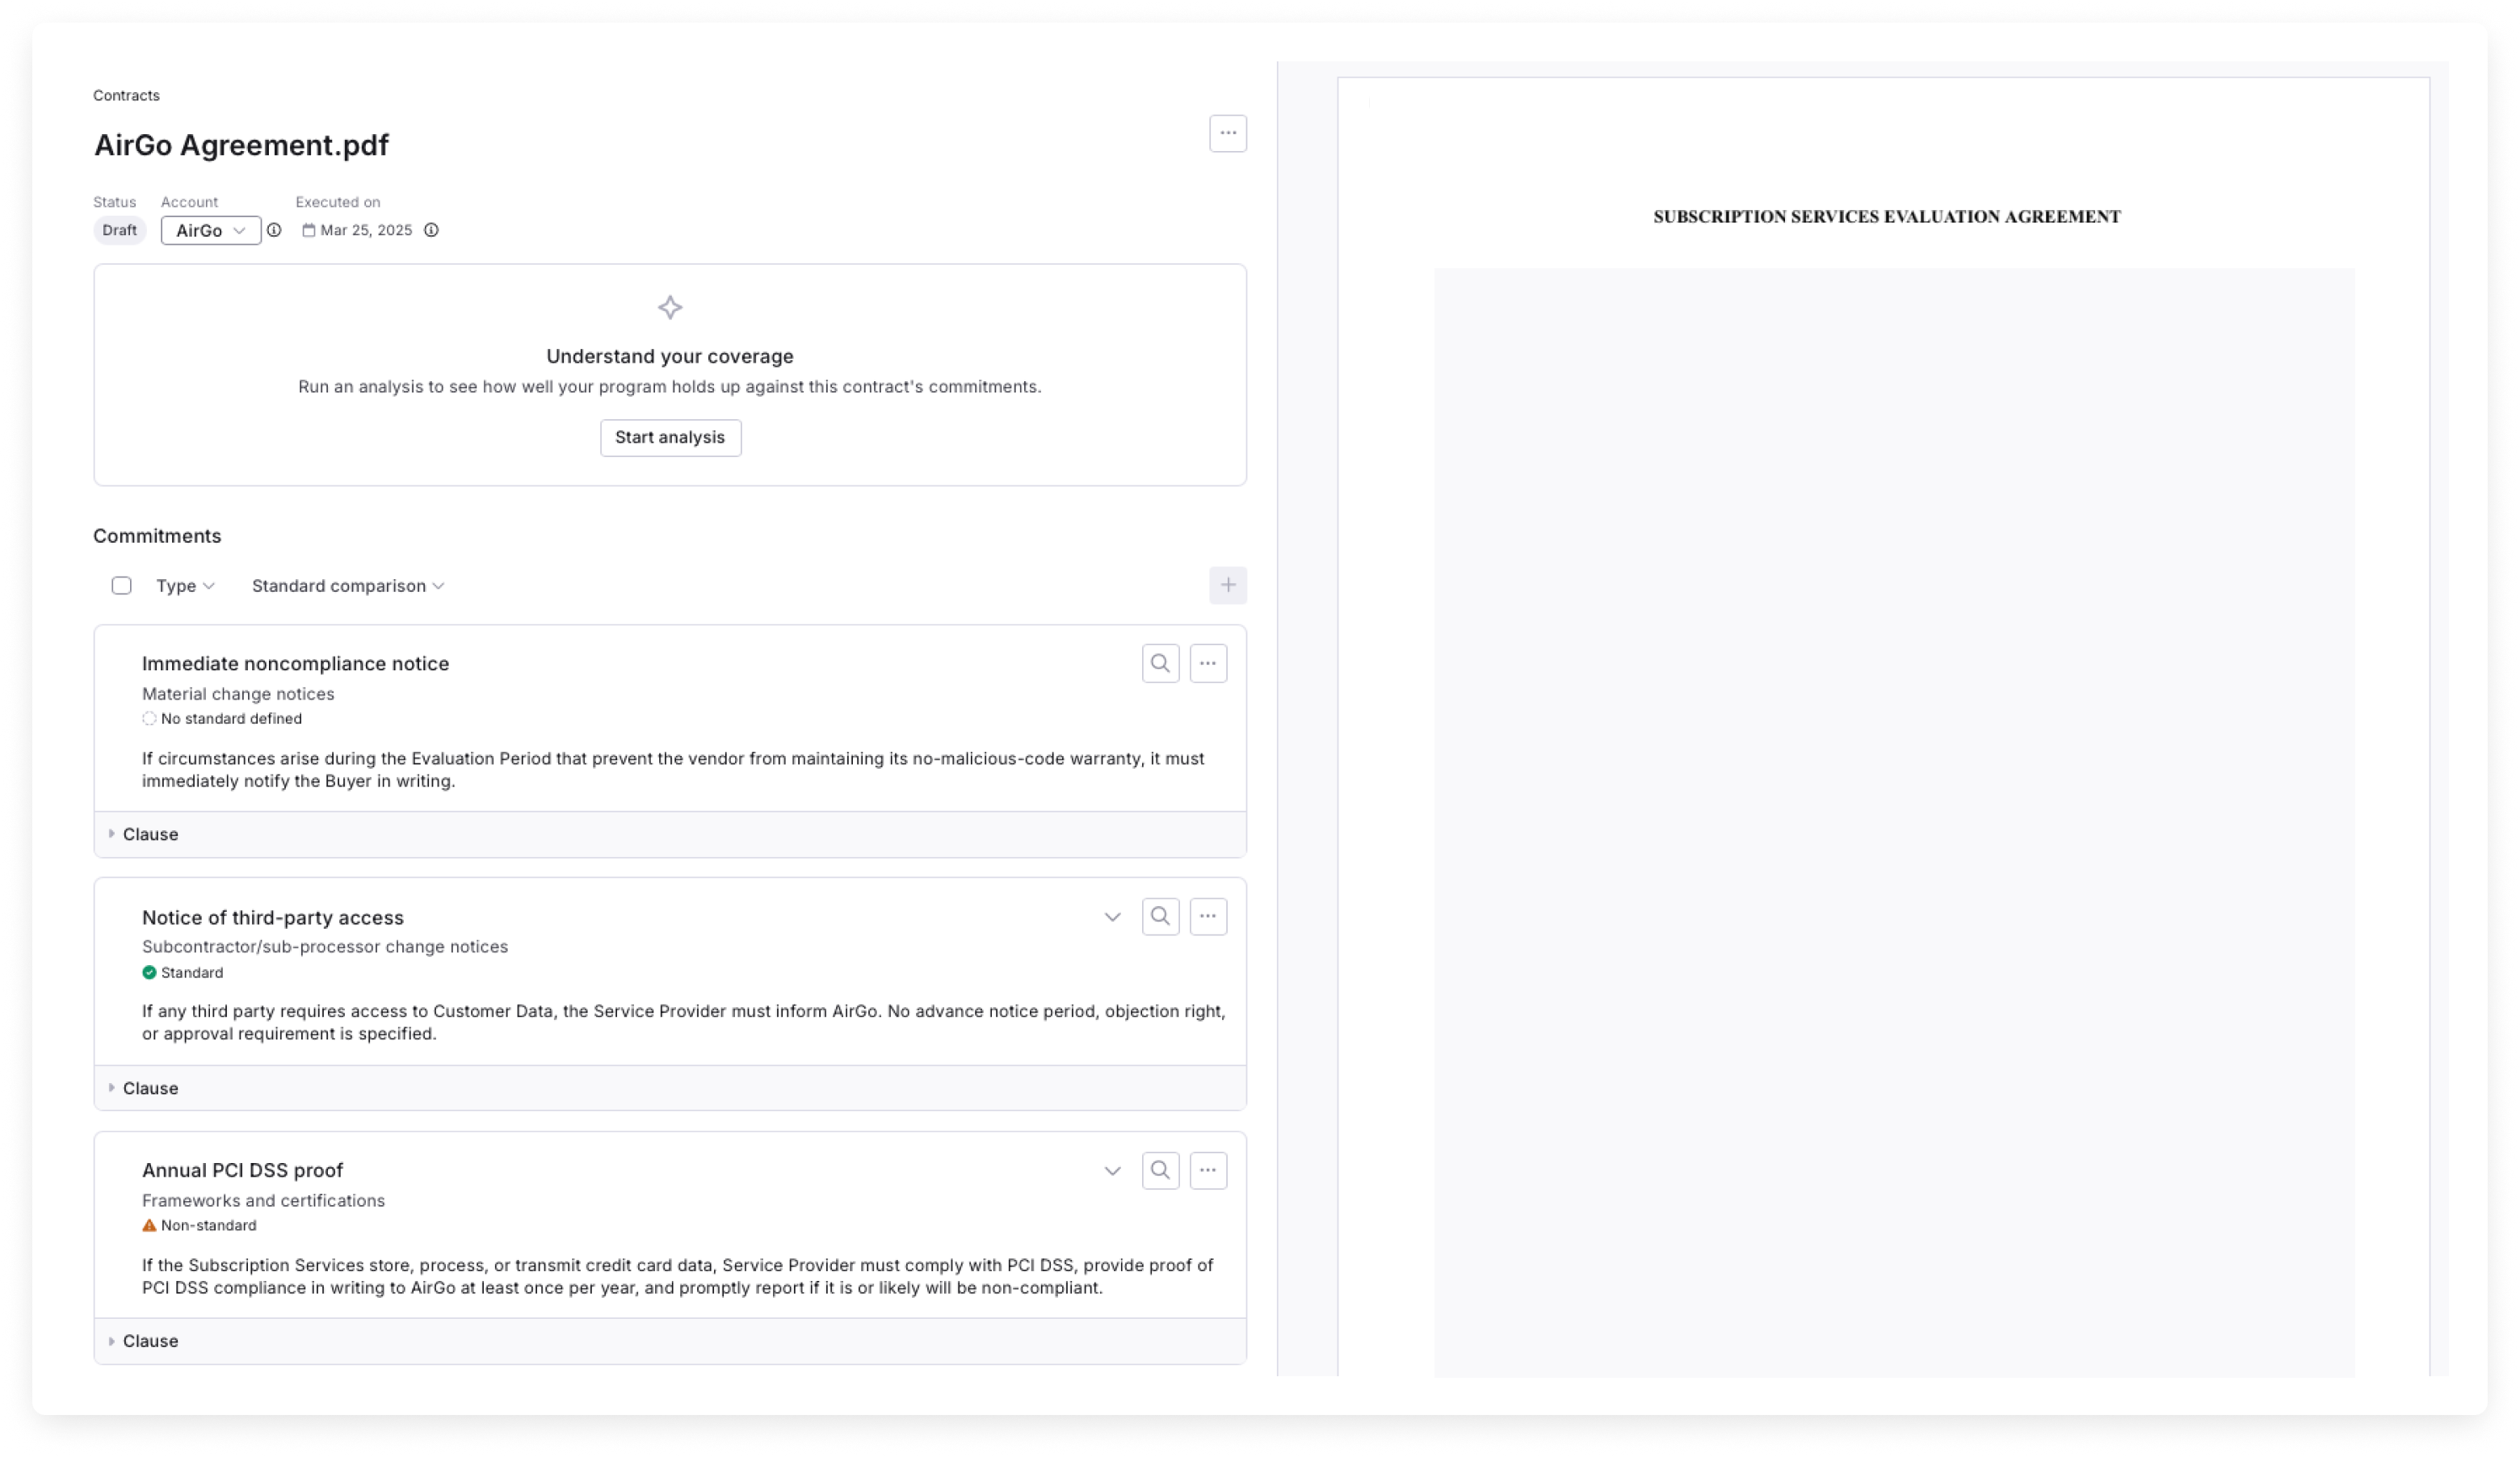 Contracts
AirGo Agreement.pdf
Status Account Executed on
Draft AirGo Mar 25, 2025
Understand your coverage
Run an analysis to see how well your program holds up against this contract's commitments.
Start analysis
Commitments
Type Standard comparison
Immediate noncompliance notice
Material change notices
No standard defined
If circumstances arise during the Evaluation Period that prevent the vendor from maintaining its no-malicious-code warranty, it must
immediately notify the Buyer in writing.
Clause
Notice of third-party access
Subcontractor/sub-processor change notices
Standard
If any third party requires access to Customer Data, the Service Provider must inform AirGo. No advance notice period, objection right,
or approval requirement is specified.
Clause
Annual PCI DSS proof
Frameworks and certifications
Non-standard
If the Subscription Services store, process, or transmit credit card data, Service Provider must comply with PCI DSS, provide proof of
PCI DSS compliance in writing to AirGo at least once per year, and promptly report if it is or likely will be non-compliant.
Clause
SUBSCRIPTION SERVICES EVALUATION AGREEMENT